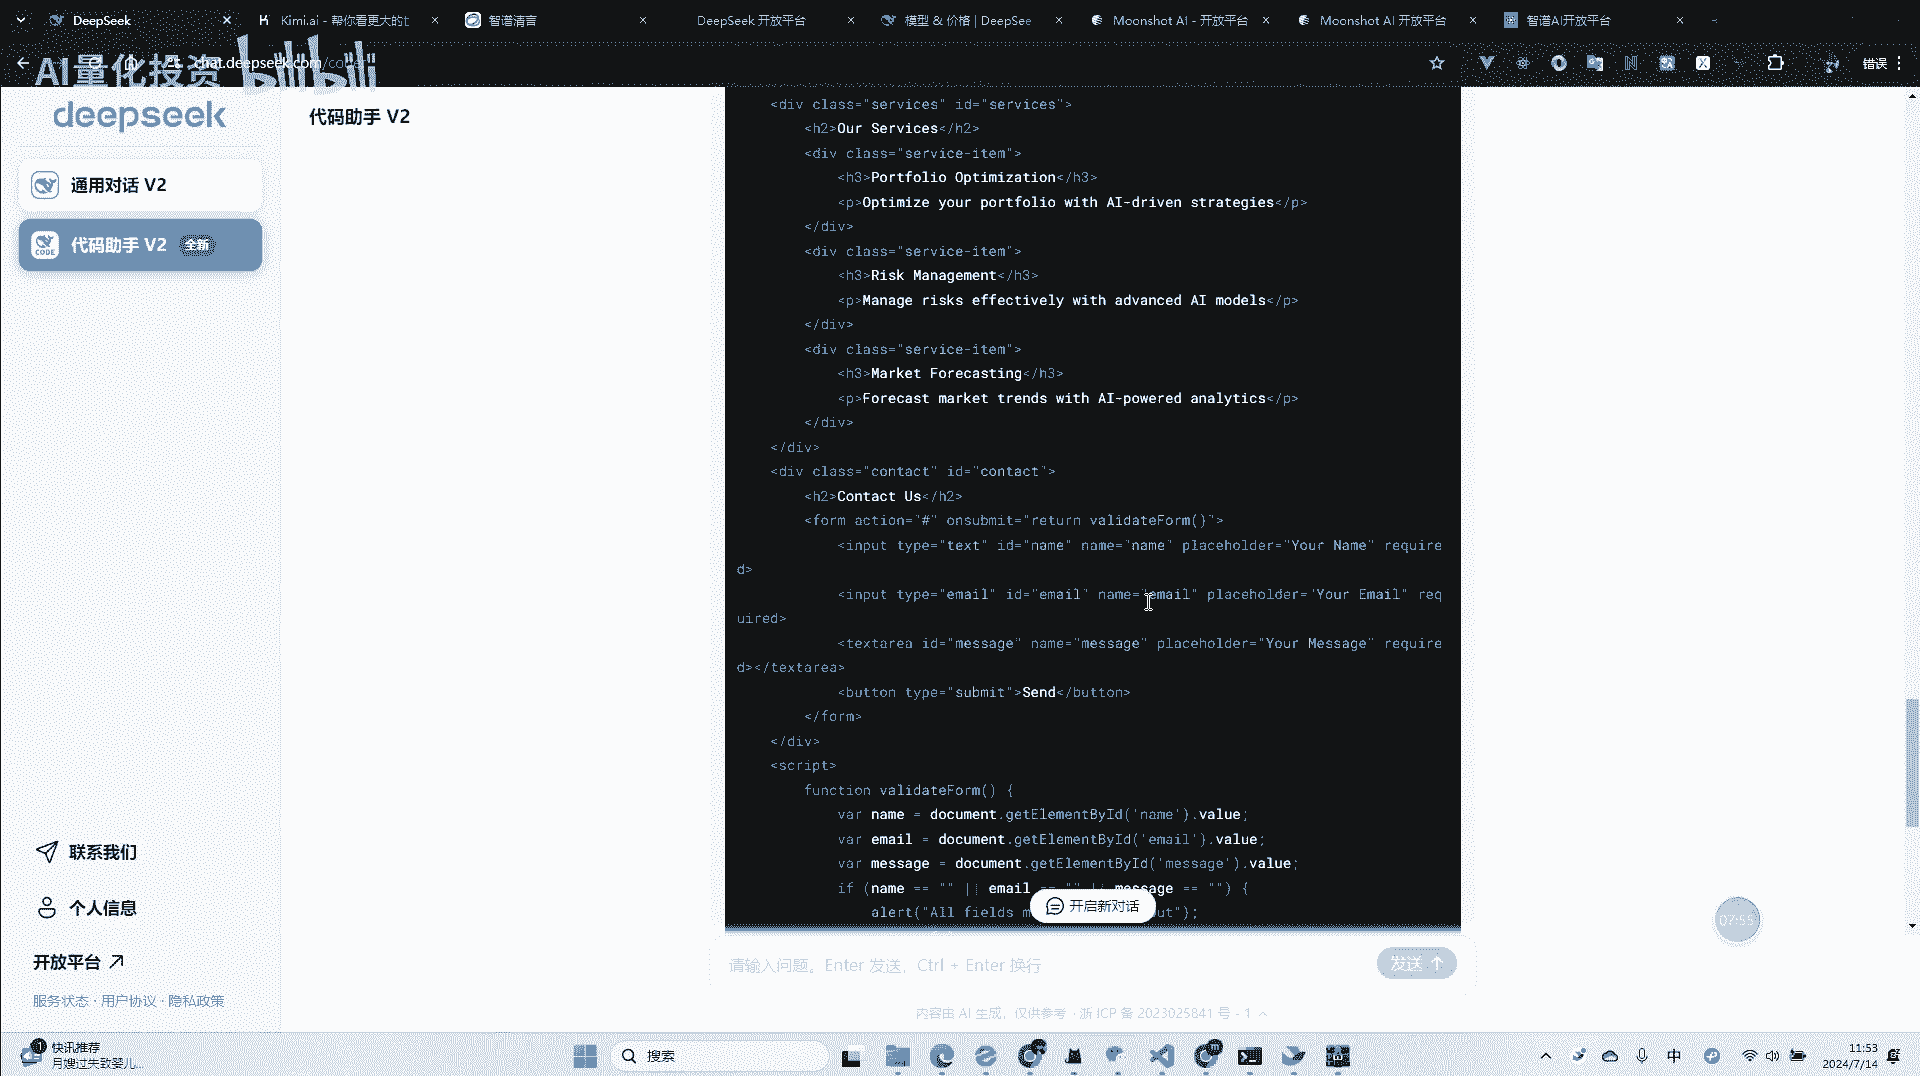 DeepSeek
Kimi.ai - 帮你看更大的世
智谱清言
DeepSeek 开放平台
模型 & 价格 | DeepSee
Moonshot AI - 开放平台
Moonshot AI 开放平台
智谱AI开放平台
AI量化投资 bilibili
chat.deepseek.com/co
错误
deepseek
代码助手 V2
通用对话 V2
代码助手 V2 全新
<div class="services" id="services">
<h2>Our Services</h2>
<div class="service-item">
<h3>Portfolio Optimization</h3>
<p>Optimize your portfolio with AI-driven strategies</p>
</div>
<div class="service-item">
<h3>Risk Management</h3>
<p>Manage risks effectively with advanced AI models</p>
</div>
<div class="service-item">
<h3>Market Forecasting</h3>
<p>Forecast market trends with AI-powered analytics</p>
</div>
</div>
<div class="contact" id="contact">
<h2>Contact Us</h2>
<form action="#" onsubmit="return validateForm()">
<input type="text" id="name" name="name" placeholder="Your Name" require
d>
<input type="email" id="email" name="email" placeholder="Your Email" req
uired>
<textarea id="message" name="message" placeholder="Your Message" require
d></textarea>
<button type="submit">Send</button>
</form>
</div>
<script>
function validateForm() {
var name = document.getElementById('name').value;
var email = document.getElementById('email').value;
var message = document.getElementById('message').value;
if (name == "" || email == "" || message == "") {
alert("All fields m ut");
开启新对话
07:55
联系我们
个人信息
开放平台
服务状态 · 用户协议 · 隐私政策
请输入问题。Enter 发送，Ctrl + Enter 换行
发送
内容由 AI 生成，仅供参考 · 浙 ICP 备 2023025841 号 - 1
1
快讯推荐
月嫂过失致婴儿...
搜索
中
11:53
2024/7/14